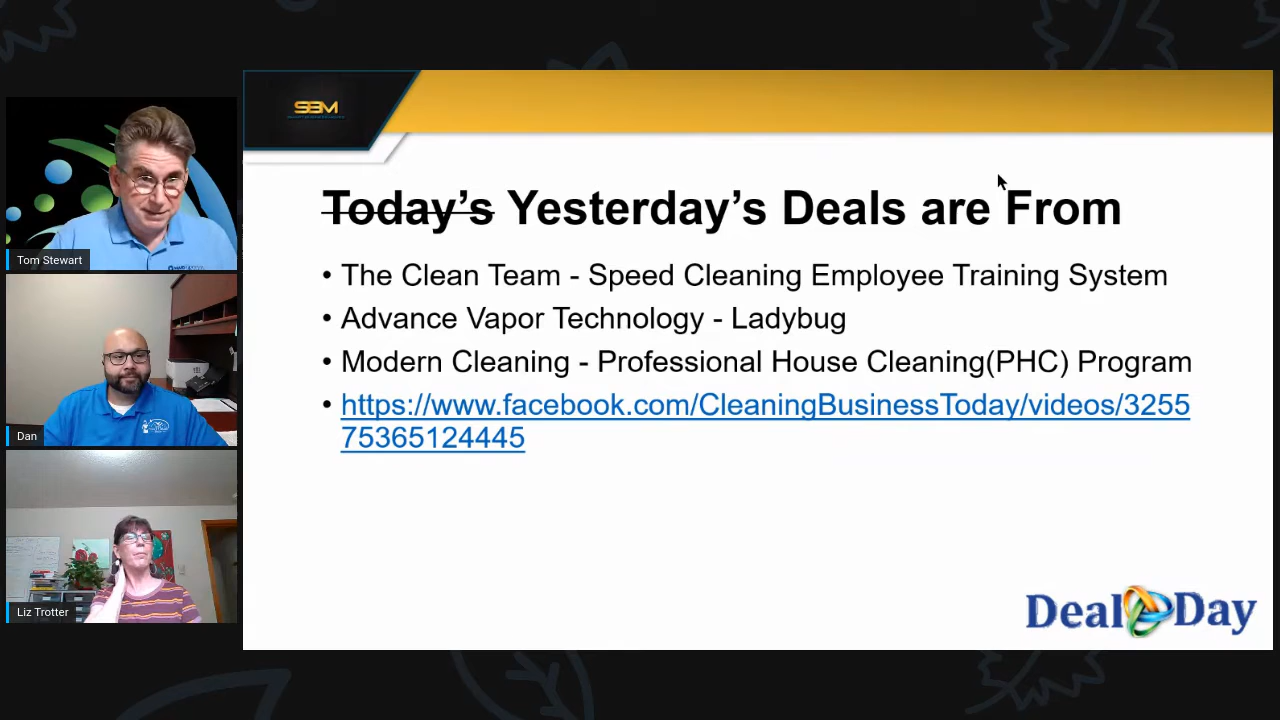 SBM
Today's Yesterday's Deals are From
• The Clean Team - Speed Cleaning Employee Training System
• Advance Vapor Technology - Ladybug
• Modern Cleaning - Professional House Cleaning(PHC) Program
• https://www.facebook.com/CleaningBusinessToday/videos/3255
75365124445
Deal Day
Tom Stewart
Dan
Liz Trotter